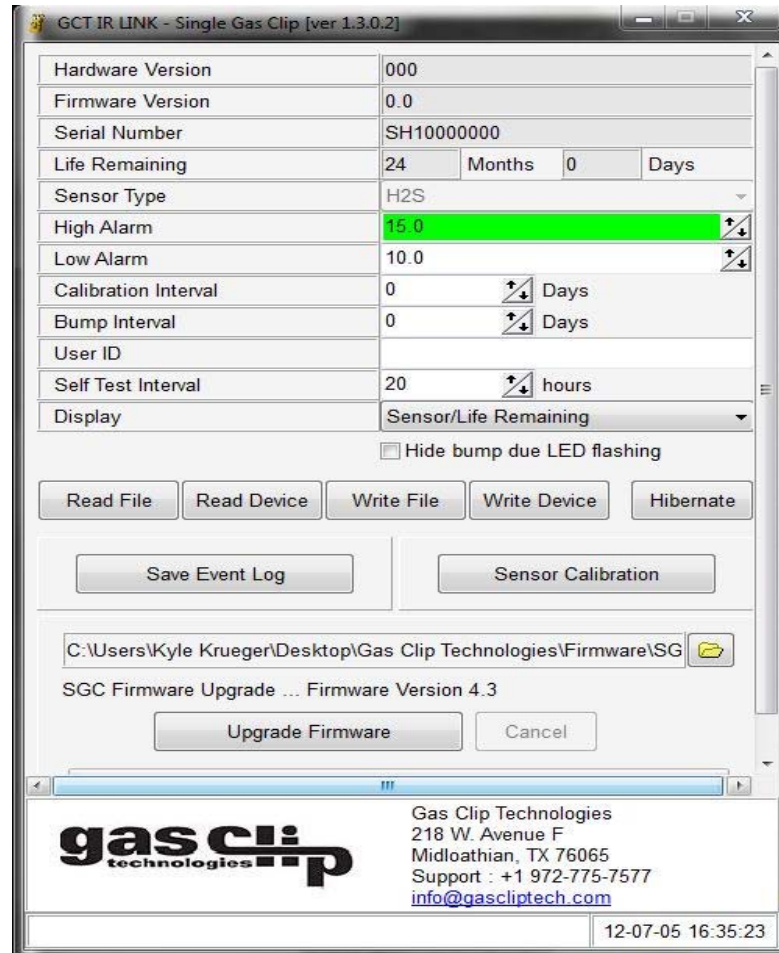 GCT IR LINK - Single Gas Clip [ver 1.3.0.2]
Hardware Version 000
Firmware Version 0.0
Serial Number SH10000000
Life Remaining 24 Months 0 Days
Sensor Type H2S
High Alarm 15.0
Low Alarm 10.0
Calibration Interval 0 Days
Bump Interval 0 Days
User ID
Self Test Interval 20 hours
Display Sensor/Life Remaining
Hide bump due LED flashing
Read File Read Device Write File Write Device Hibernate
Save Event Log Sensor Calibration
C:\Users\Kyle Krueger\Desktop\Gas Clip Technologies\Firmware\SG
SGC Firmware Upgrade ... Firmware Version 4.3
Upgrade Firmware Cancel
gas clip
technologies
Gas Clip Technologies
218 W. Avenue F
Midloathian, TX 76065
Support : +1 972-775-7577
info@gascliptech.com
12-07-05 16:35:23